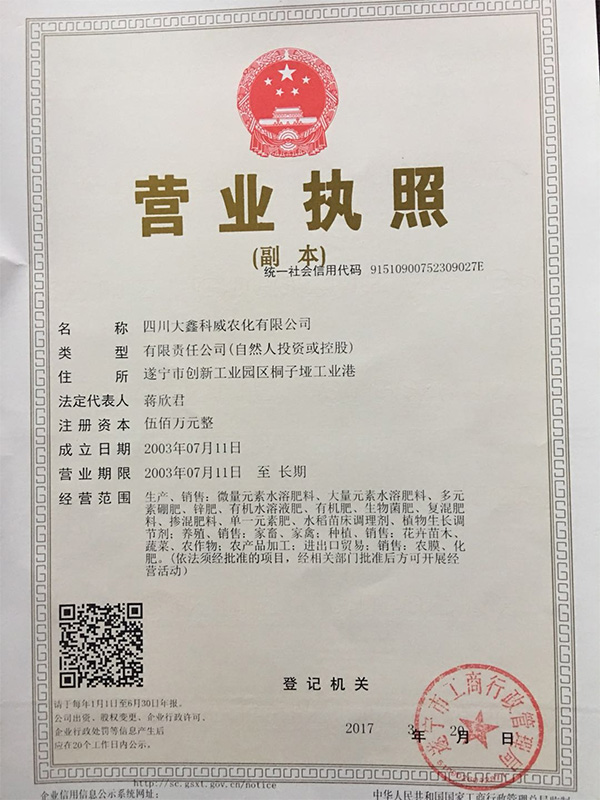 营业执照
(副 本)
统一社会信用代码 91510900752309027E
名 称 四川大鑫科威农化有限公司
类 型 有限责任公司(自然人投资或控股)
住 所 遂宁市创新工业园区桐子垭工业港
法定代表人 蒋欣君
注册资本 伍佰万元整
成立日期 2003年07月11日
营业期限 2003年07月11日 至 长期
经营范围 生产、销售：微量元素水溶肥料、大量元素水溶肥料、多元
素硼肥、锌肥、有机水溶液肥、有机肥、生物菌肥、复混肥
料、掺混肥料、单一元素肥、水稻苗床调理剂、植物生长调
节剂；养殖、销售：家畜、家禽；种植、销售：花卉苗木、
蔬菜、农作物；农产品加工；进出口贸易；销售：农膜、化
肥。(依法须经批准的项目，经相关部门批准后方可开展经
营活动)
请于每年1月1日至6月30日年报。
公司出资、股权变更、企业行政许可、
企业行政处罚等信息产生后
应在20个工作日内公示。
登记机关
遂宁市工商行政管理局
2017 年 3 月 20 日
http://sc.gsxt.gov.cn/notice
企业信用信息公示系统网址：
中华人民共和国国家工商行政管理总局监制